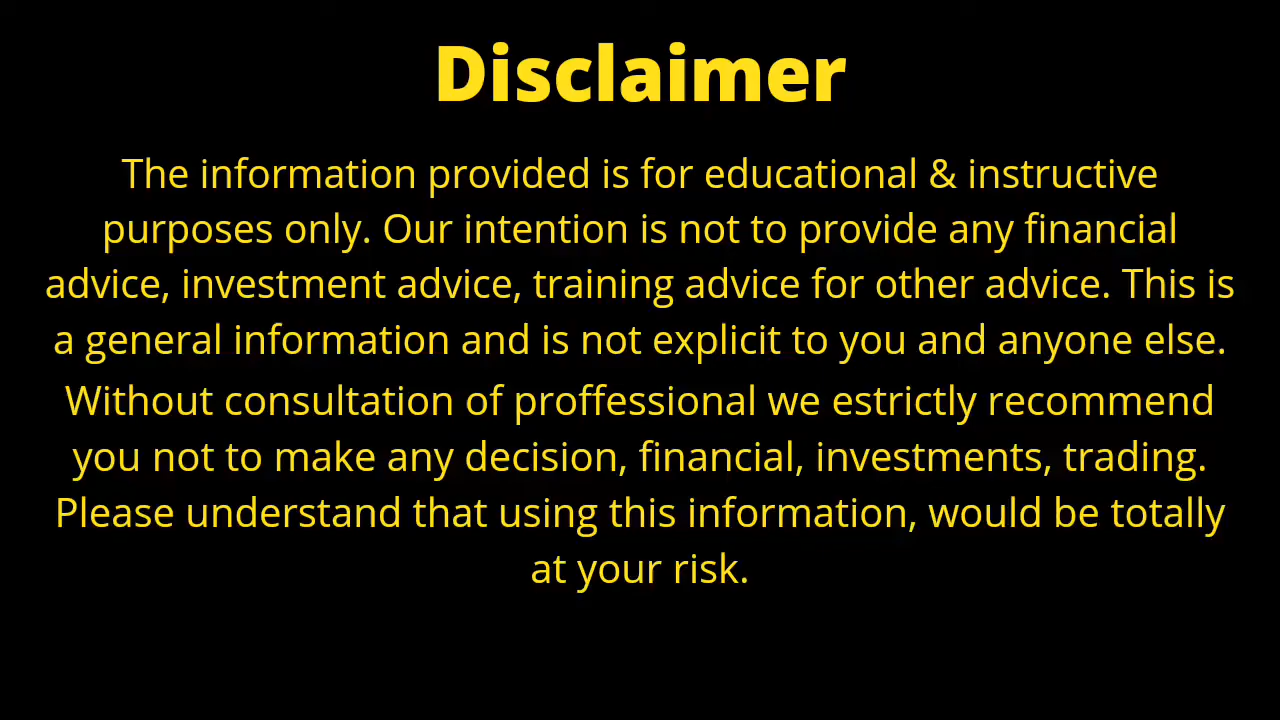 Disclaimer
The information provided is for educational & instructive
purposes only. Our intention is not to provide any financial
advice, investment advice, training advice for other advice. This is
a general information and is not explicit to you and anyone else.
Without consultation of proffessional we estrictly recommend
you not to make any decision, financial, investments, trading.
Please understand that using this information, would be totally
at your risk.